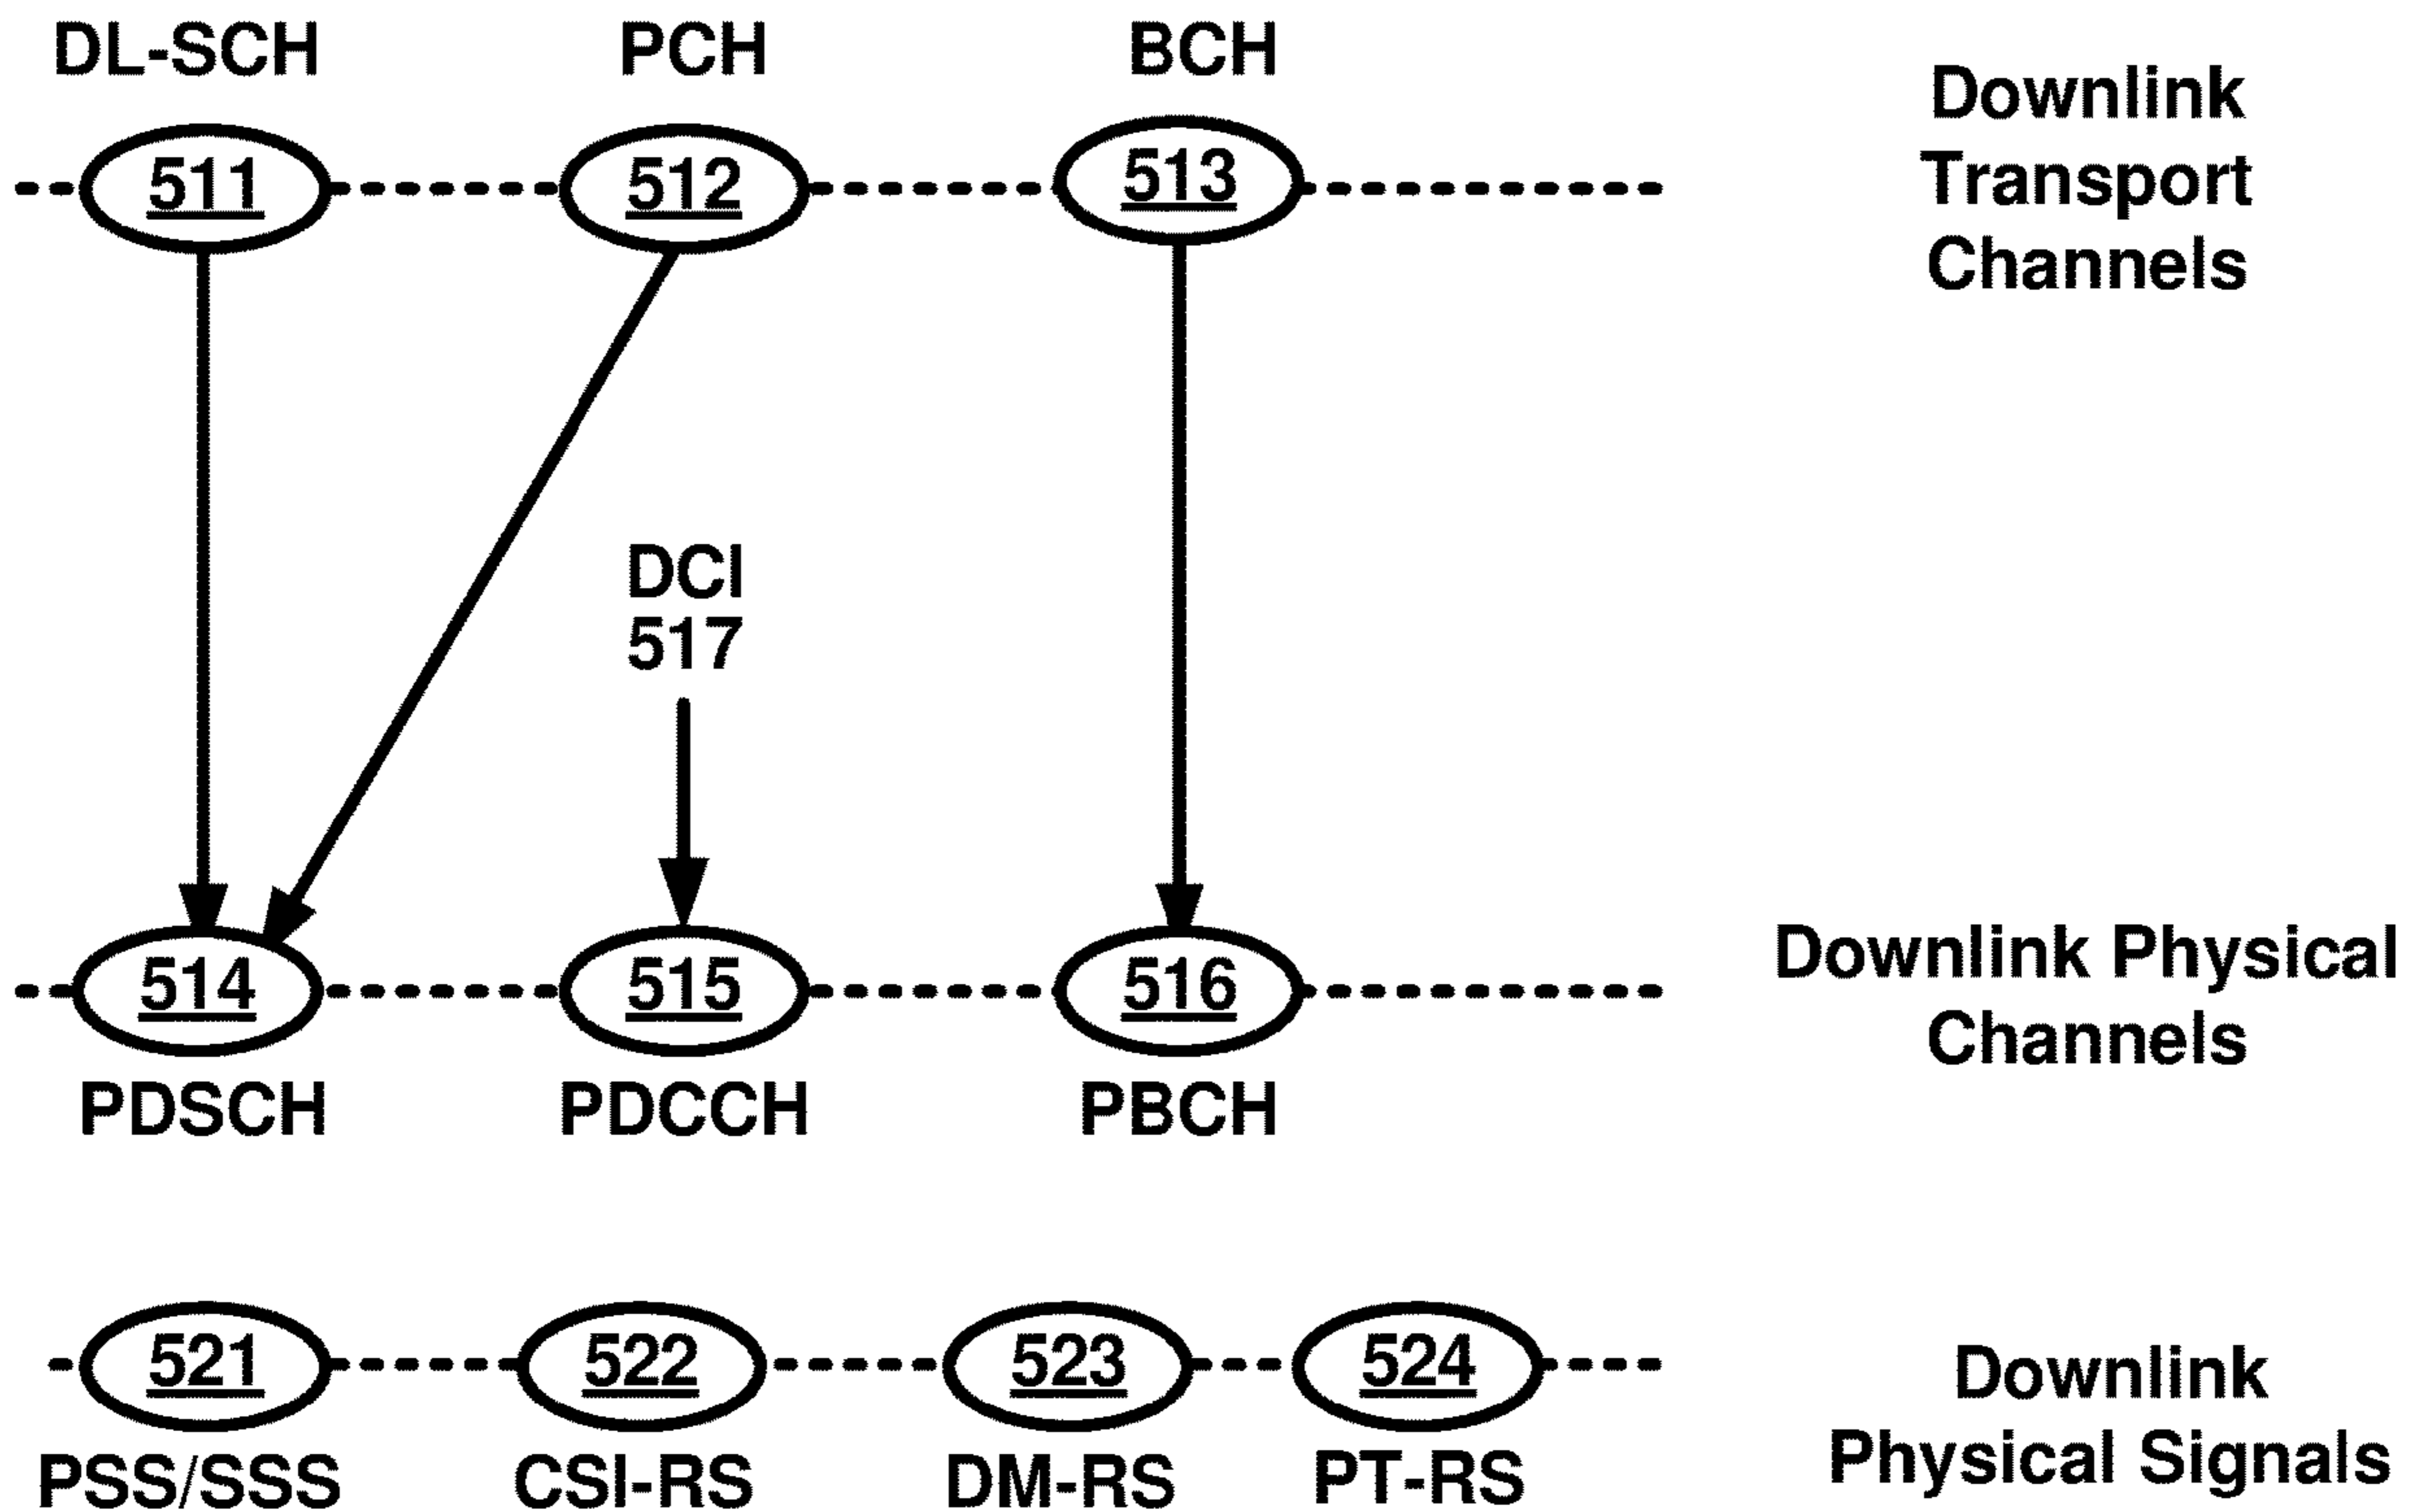 DL-SCH
PCH
BCH
Downlink
Transport
Channels
511
512
513
DCI
517
514
515
516
Downlink Physical
Channels
PDSCH
PDCCH
PBCH
521
522
523
524
Downlink
Physical Signals
PSS/SSS
CSI-RS
DM-RS
PT-RS